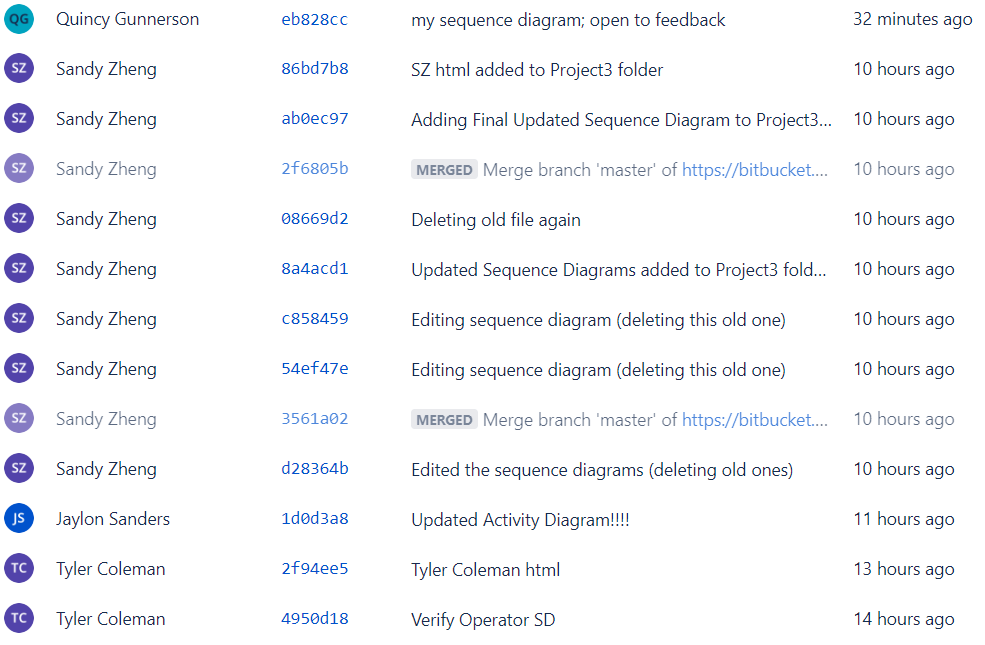 QG Quincy Gunnerson eb828cc my sequence diagram; open to feedback 32 minutes ago
SZ Sandy Zheng 86bd7b8 SZ html added to Project3 folder 10 hours ago
SZ Sandy Zheng ab0ec97 Adding Final Updated Sequence Diagram to Project3... 10 hours ago
SZ Sandy Zheng 2f6805b MERGED Merge branch 'master' of https://bitbucket.... 10 hours ago
SZ Sandy Zheng 08669d2 Deleting old file again 10 hours ago
SZ Sandy Zheng 8a4acd1 Updated Sequence Diagrams added to Project3 fold... 10 hours ago
SZ Sandy Zheng c858459 Editing sequence diagram (deleting this old one) 10 hours ago
SZ Sandy Zheng 54ef47e Editing sequence diagram (deleting this old one) 10 hours ago
SZ Sandy Zheng 3561a02 MERGED Merge branch 'master' of https://bitbucket.... 10 hours ago
SZ Sandy Zheng d28364b Edited the sequence diagrams (deleting old ones) 10 hours ago
JS Jaylon Sanders 1d0d3a8 Updated Activity Diagram!!!! 11 hours ago
TC Tyler Coleman 2f94ee5 Tyler Coleman html 13 hours ago
TC Tyler Coleman 4950d18 Verify Operator SD 14 hours ago